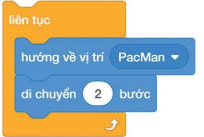 liên tục
hướng về vị trí PacMan
di chuyển 2 bước